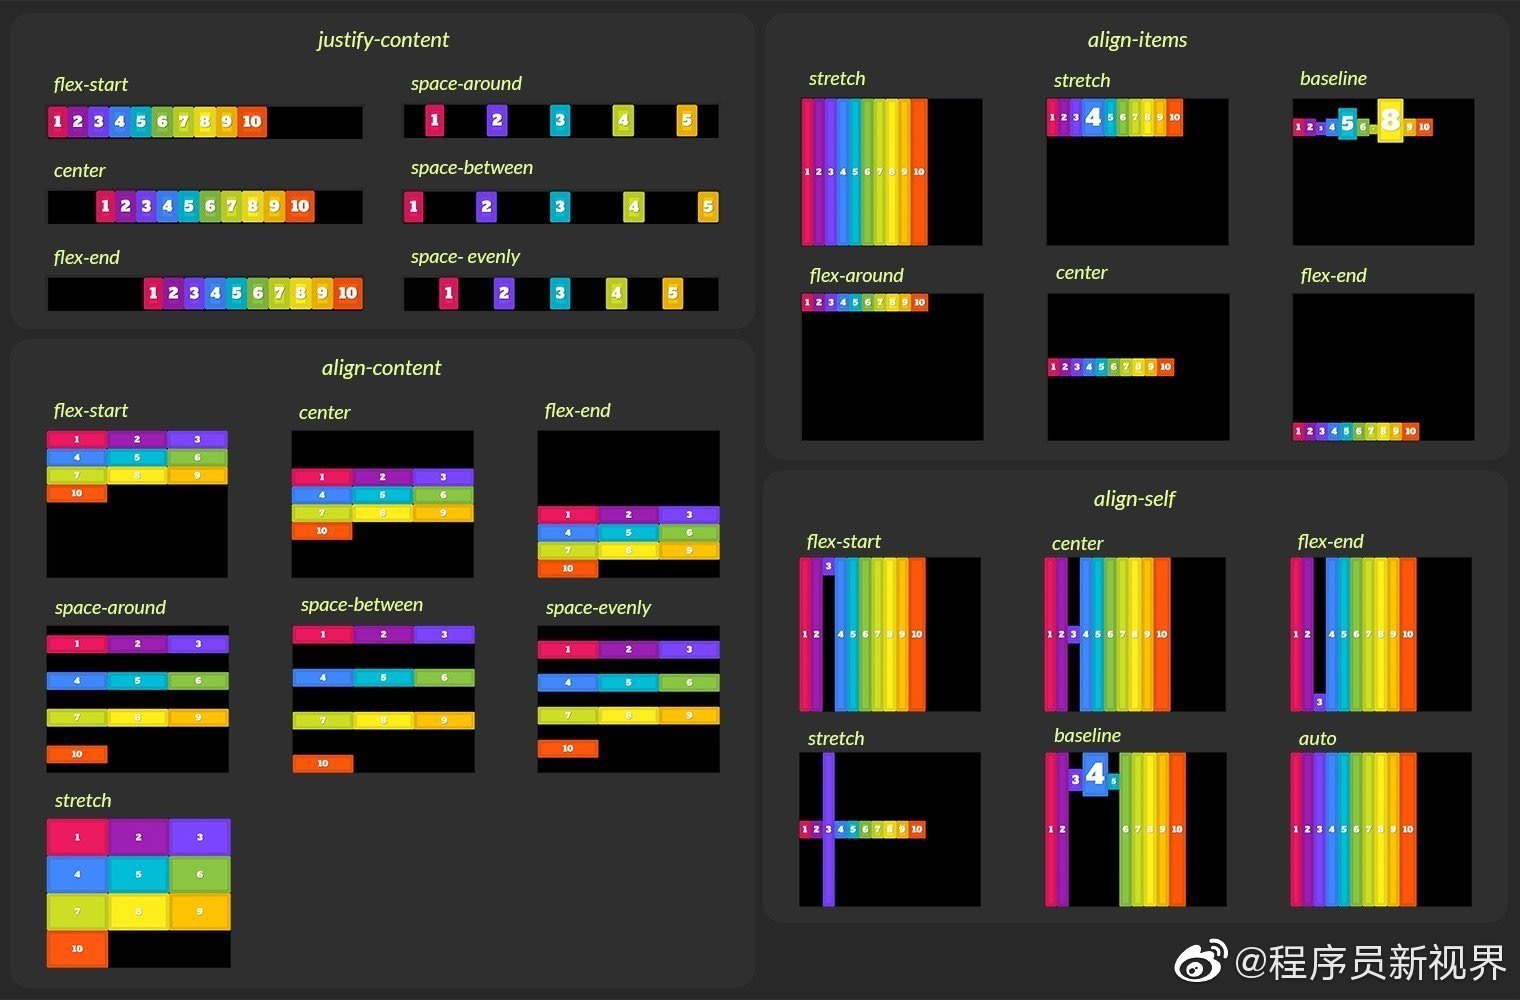 justify-content
flex-start
1 2 3 4 5 6 7 8 9 10
space-around
1 2 3 4 5
center
1 2 3 4 5 6 7 8 9 10
space-between
1 2 3 4 5
flex-end
1 2 3 4 5 6 7 8 9 10
space- evenly
1 2 3 4 5
align-items
stretch
1 2 3 4 5 6 7 8 9 10
stretch
1 2 3 4 5 6 7 8 9 10
baseline
1 2 3 4 5 6 8 9 10
flex-around
1 2 3 4 5 6 7 8 9 10
center
1 2 3 4 5 6 7 8 9 10
flex-end
1 2 3 4 5 6 7 8 9 10
align-content
flex-start
1 2 3
4 5 6
7 8 9
10
center
1 2 3
4 5 6
7 8 9
10
flex-end
1 2 3
4 5 6
7 8 9
10
space-around
1 2 3
4 5 6
7 8 9
10
space-between
1 2 3
4 5 6
7 8 9
10
space-evenly
1 2 3
4 5 6
7 8 9
10
stretch
1 2 3
4 5 6
7 8 9
10
align-self
flex-start
3
1 2 4 5 6 7 8 9 10
center
1 2 3 4 5 6 7 8 9 10
flex-end
1 2 4 5 6 7 8 9 10
3
stretch
1 2 3 4 5 6 7 8 9 10
baseline
3 4 5
1 2 6 7 8 9 10
auto
1 2 3 4 5 6 7 8 9 10
@程序员新视界